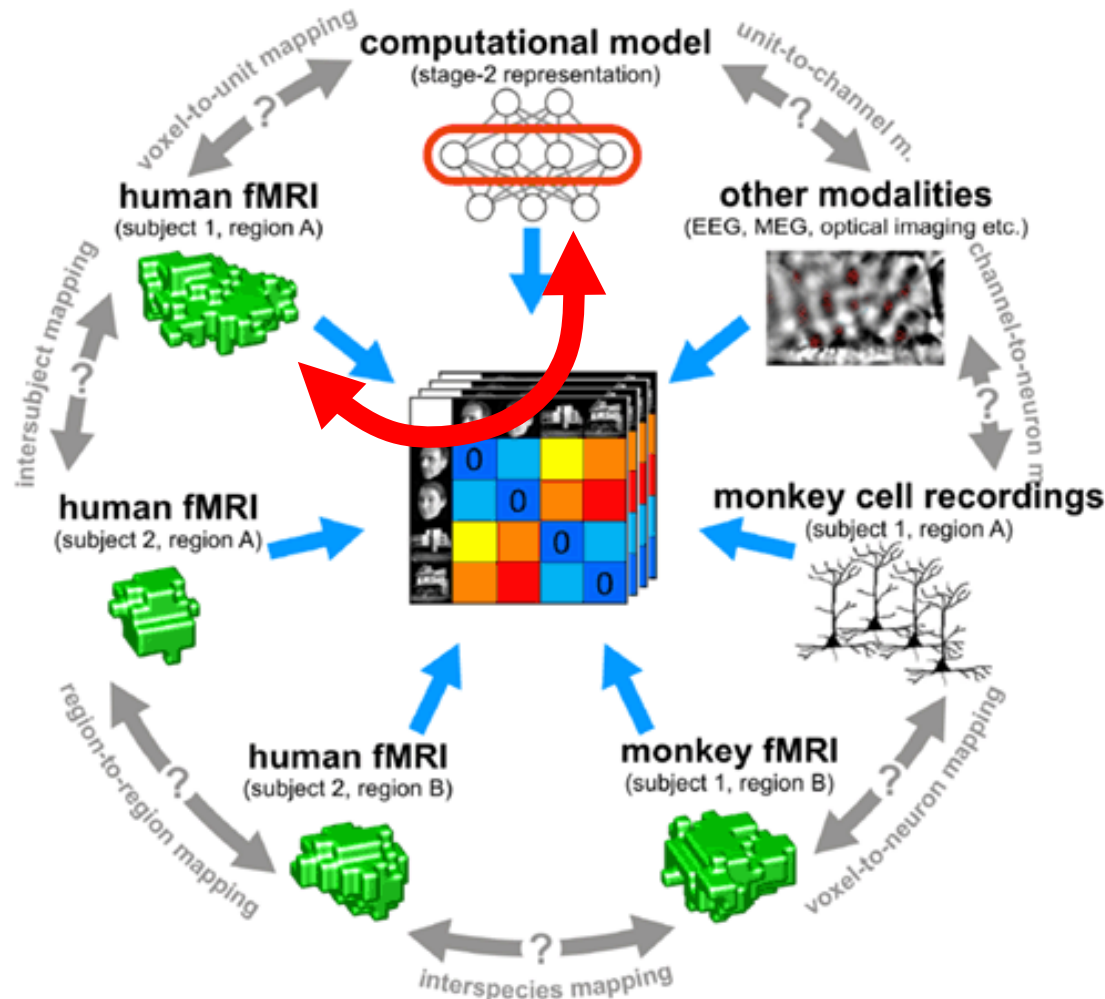 computational model
(stage-2 representation)
voxel-to-unit mapping
?
unit-to-channel m.
?
human fMRI
(subject 1, region A)
other modalities
(EEG, MEG, optical imaging etc.)
intersubject mapping
?
channel-to-neuron m.
?
human fMRI
(subject 2, region A)
monkey cell recordings
(subject 1, region A)
0
0
0
0
region-to-region mapping
?
human fMRI
(subject 2, region B)
monkey fMRI
(subject 1, region B)
voxel-to-neuron mapping
?
?
interspecies mapping